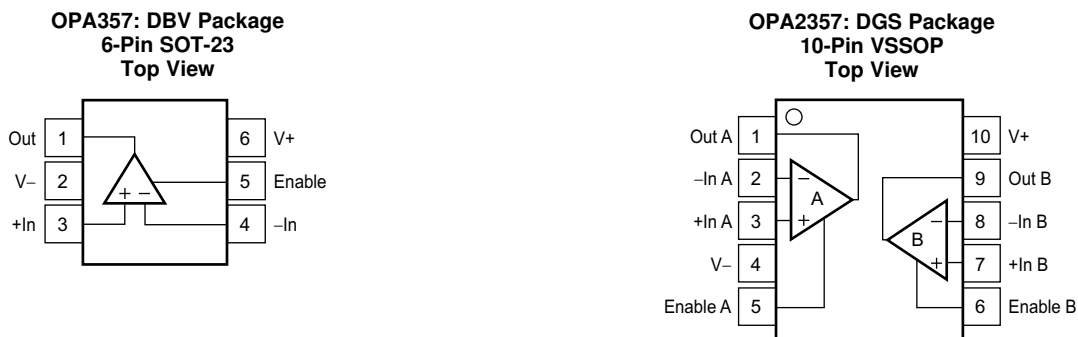 OPA357: DBV Package
6-Pin SOT-23
Top View
Out 1
V– 2
+In 3
6 V+
5 Enable
4 –In
+ –
OPA2357: DGS Package
10-Pin VSSOP
Top View
Out A 1
–In A 2
+In A 3
V– 4
Enable A 5
10 V+
9 Out B
8 –In B
7 +In B
6 Enable B
–
A
+
–
B
+